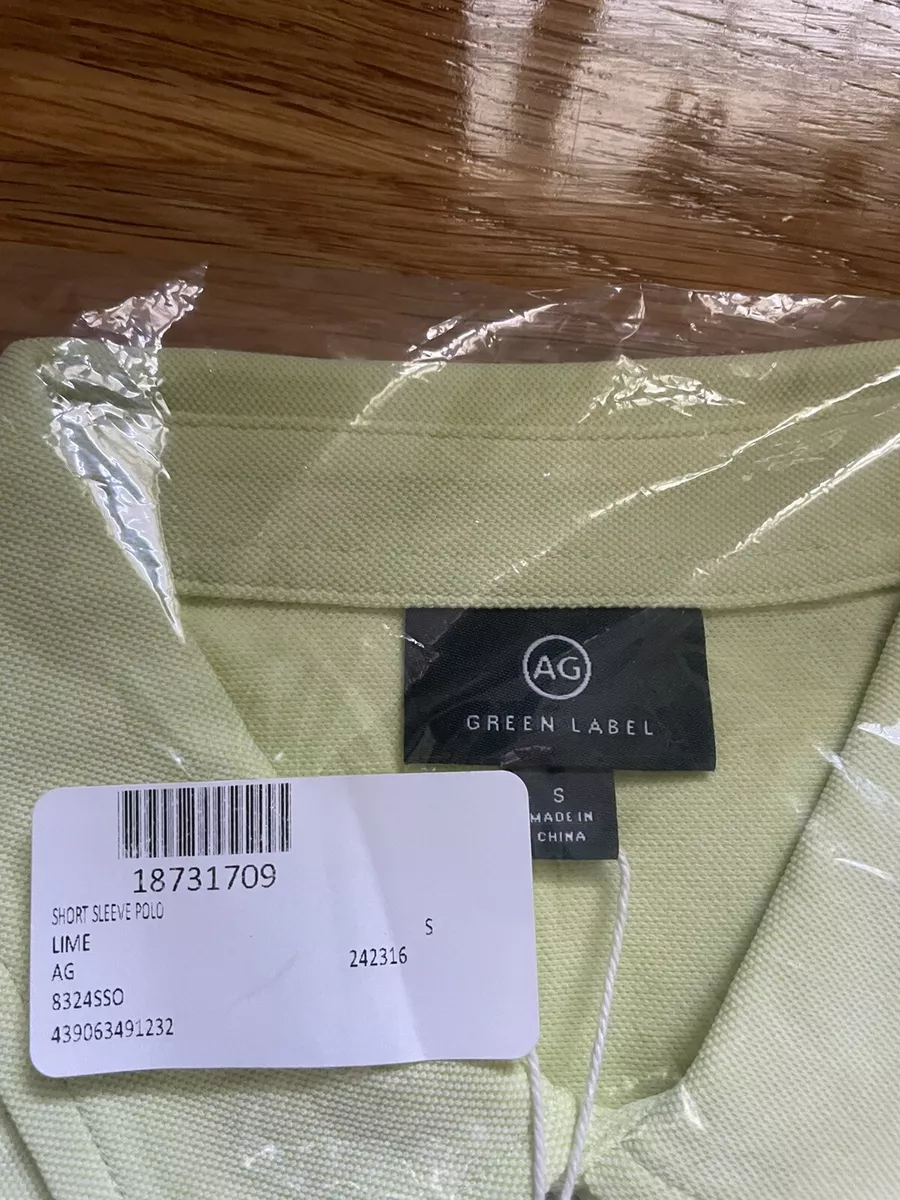 AG
GREEN LABEL
S
MADE IN
CHINA
18731709
SHORT SLEEVE POLO
S
LIME
242316
AG
8324SSO
439063491232